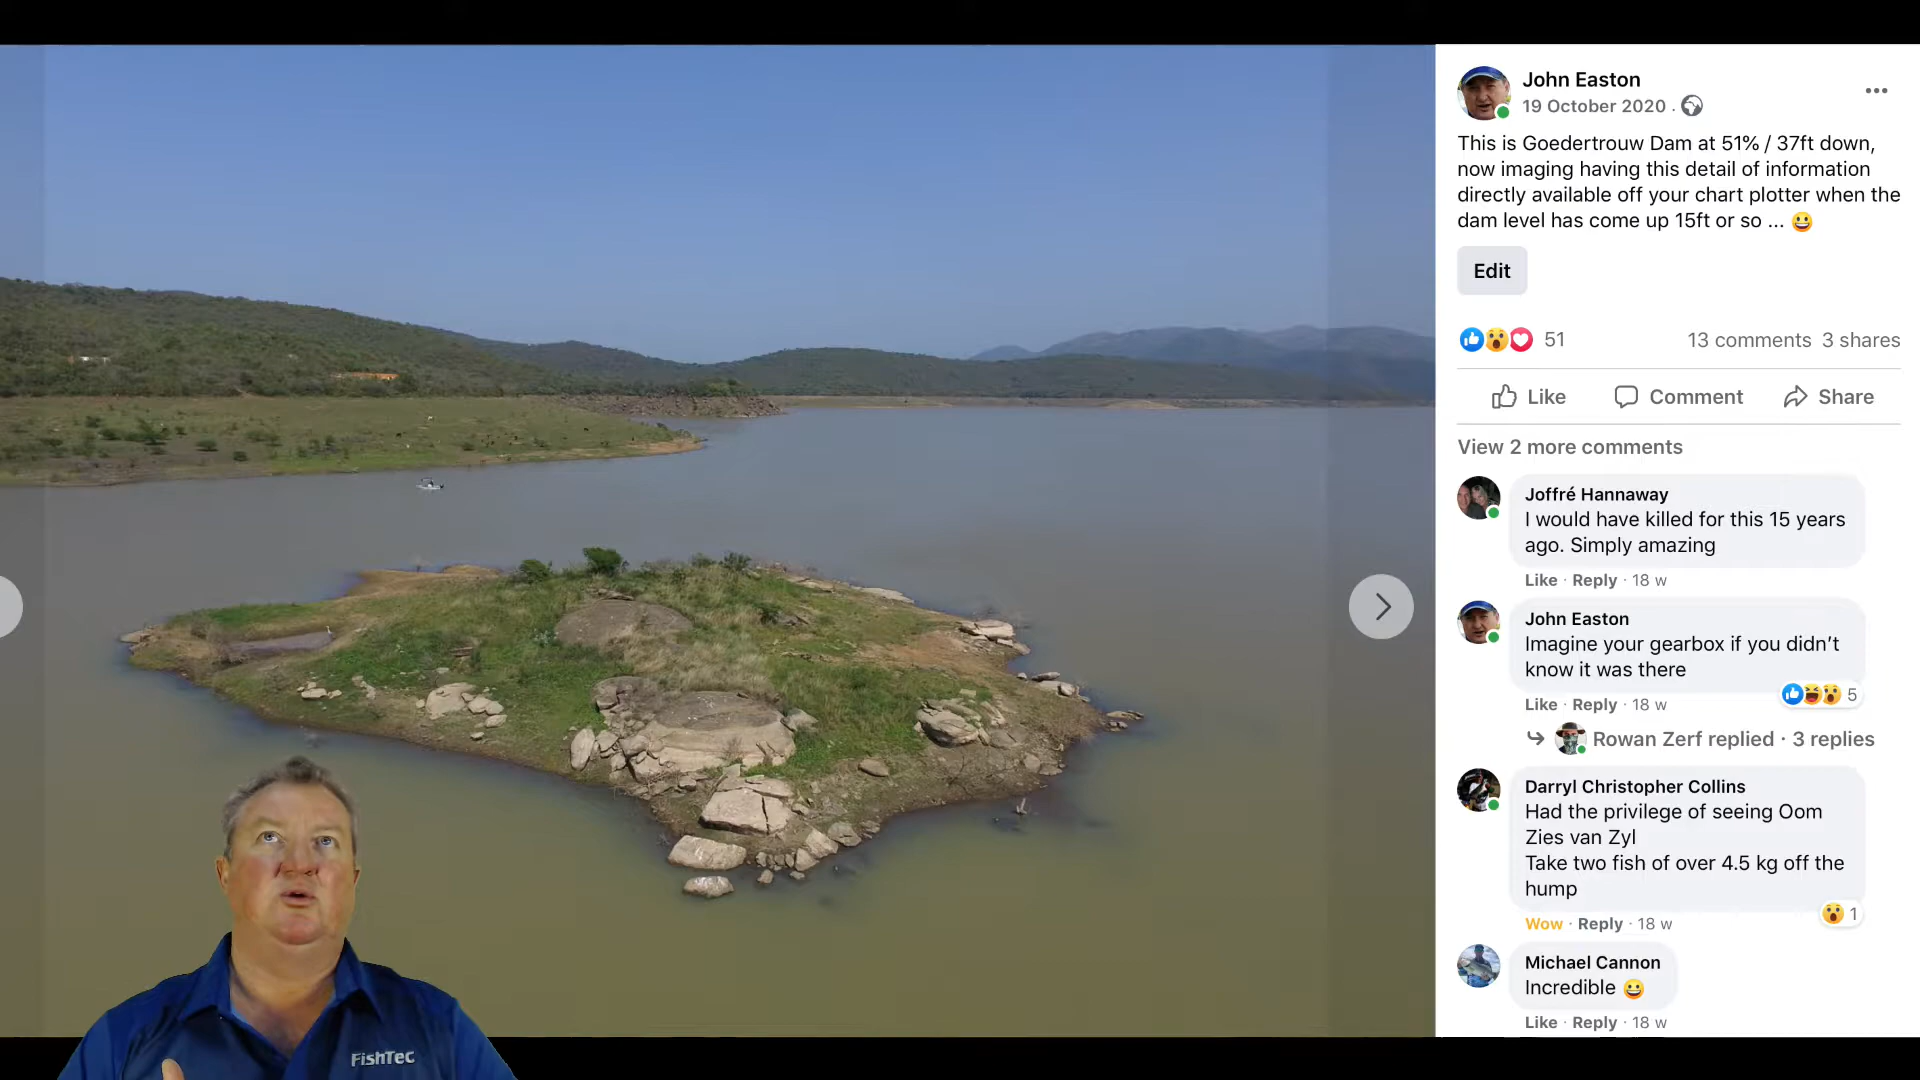 John Easton
19 October 2020 ·
This is Goedertrouw Dam at 51% / 37ft down,
now imaging having this detail of information
directly available off your chart plotter when the
dam level has come up 15ft or so ... 😀
Edit
51
13 comments 3 shares
Like
Comment
Share
View 2 more comments
Joffré Hannaway
I would have killed for this 15 years
ago. Simply amazing
Like · Reply · 18 w
John Easton
Imagine your gearbox if you didn’t
know it was there
5
Like · Reply · 18 w
Rowan Zerf replied · 3 replies
Darryl Christopher Collins
Had the privilege of seeing Oom
Zies van Zyl
Take two fish of over 4.5 kg off the
hump
1
Wow · Reply · 18 w
Michael Cannon
Incredible 😀
Like · Reply · 18 w
FishTec